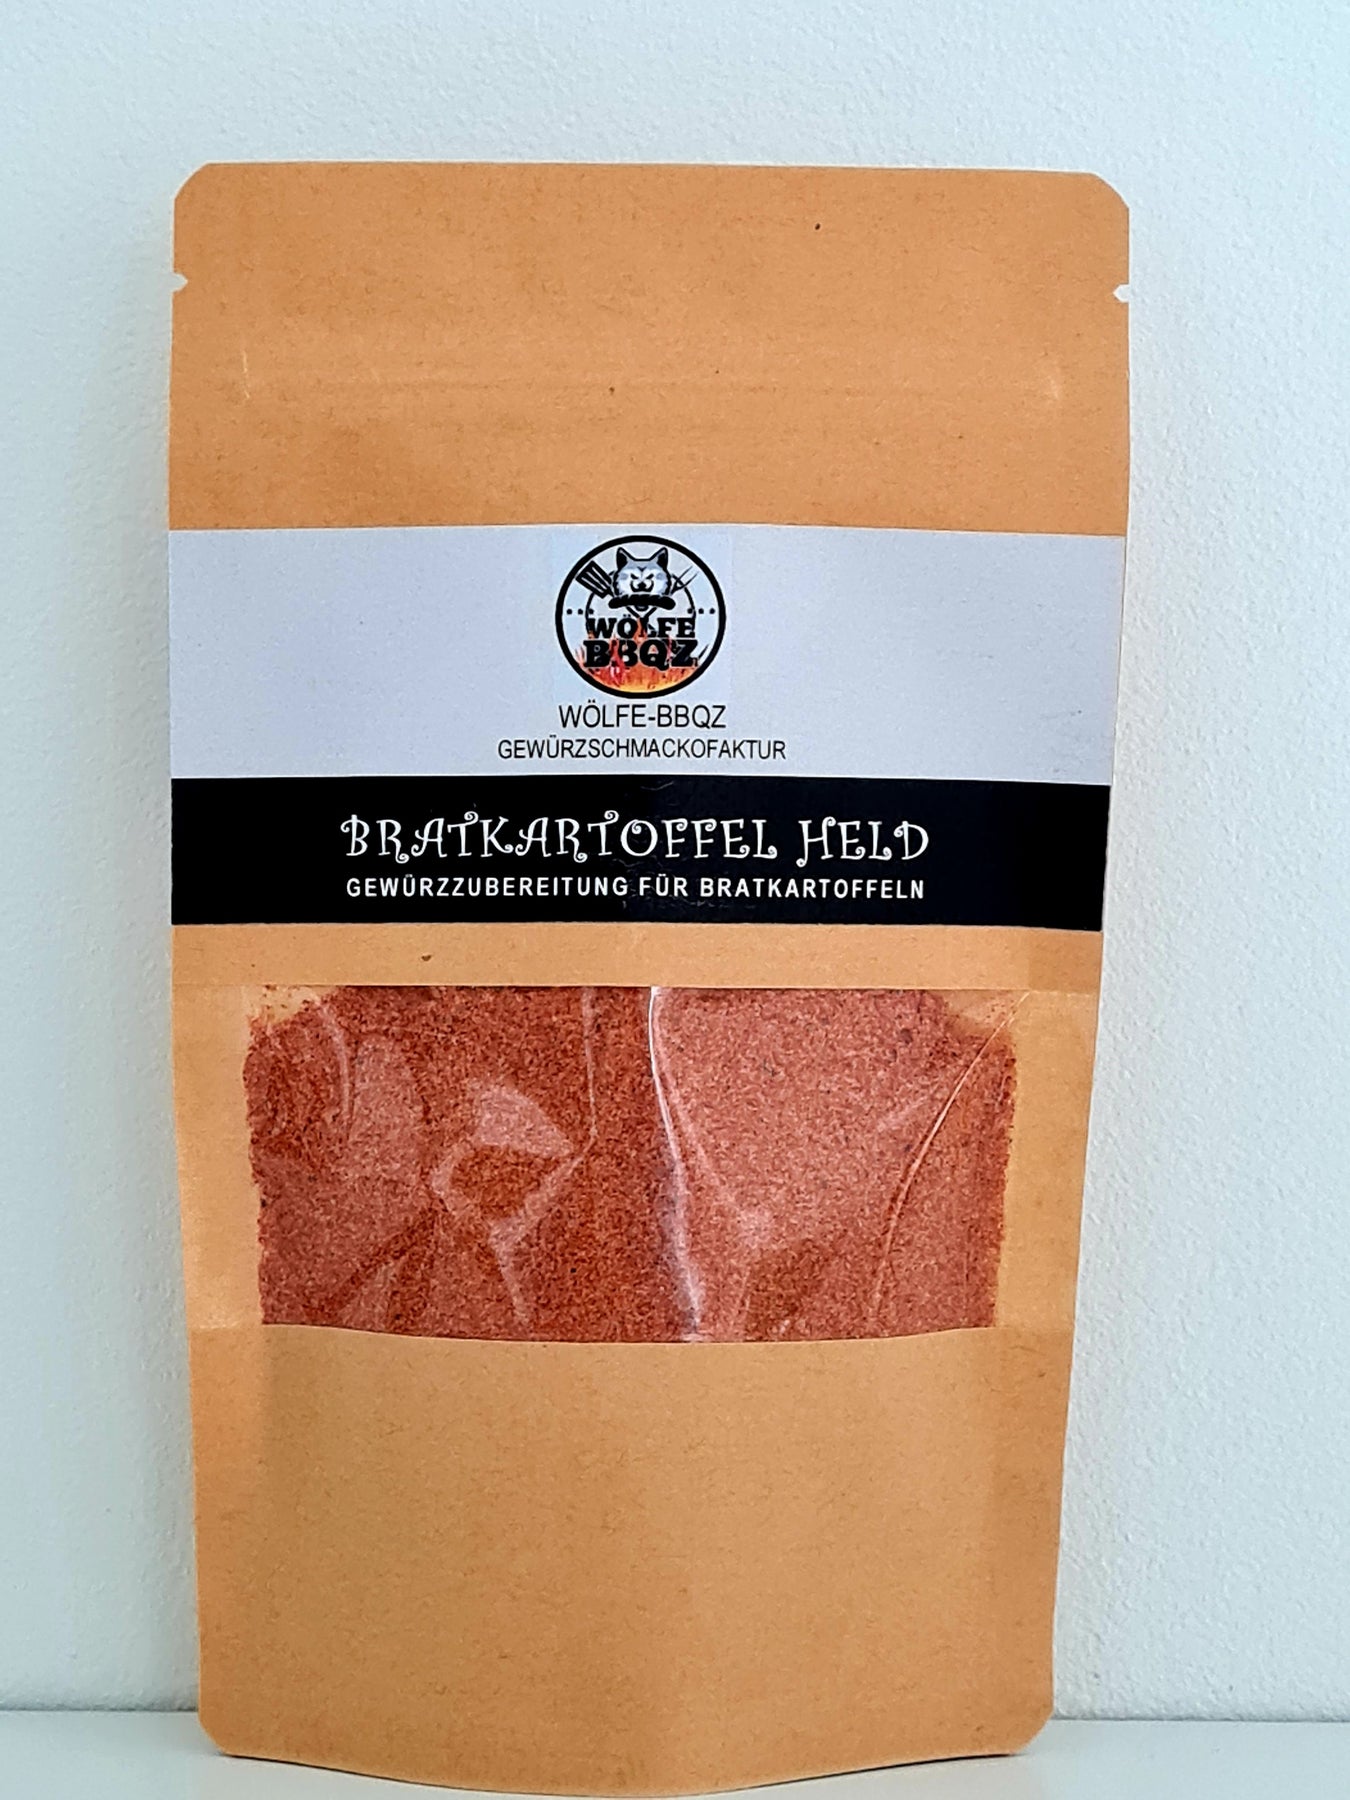 WÖLFE
BBQZ
WÖLFE-BBQZ
GEWÜRZSCHMACKOFAKTUR
BRATKARTOFFEL HELD
GEWÜRZZUBEREITUNG FÜR BRATKARTOFFELN